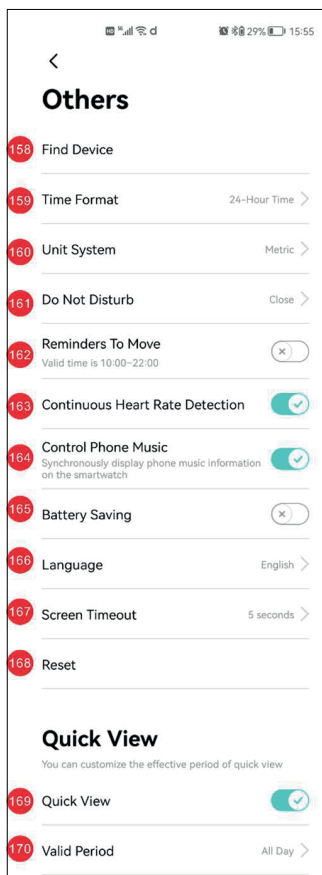 29% 15:55
Others
158 Find Device
159 Time Format 24-Hour Time
160 Unit System Metric
161 Do Not Disturb Close
162 Reminders To Move
Valid time is 10:00-22:00
163 Continuous Heart Rate Detection
164 Control Phone Music
Synchronously display phone music information
on the smartwatch
165 Battery Saving
166 Language English
167 Screen Timeout 5 seconds
168 Reset
Quick View
You can customize the effective period of quick view
169 Quick View
170 Valid Period All Day